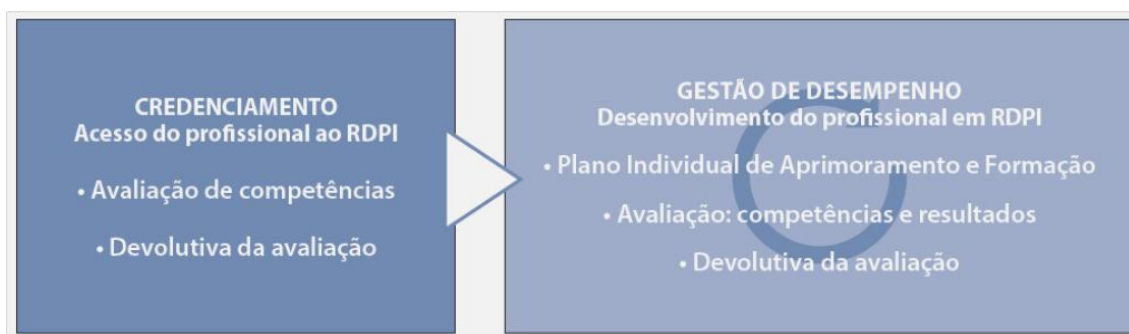 CREDENCIAMENTO
Acesso do profissional ao RDPI
• Avaliação de competências
• Devolutiva da avaliação
GESTÃO DE DESEMPENHO
Desenvolvimento do profissional em RDPI
• Plano Individual de Aprimoramento e Formação
• Avaliação: competências e resultados
• Devolutiva da avaliação